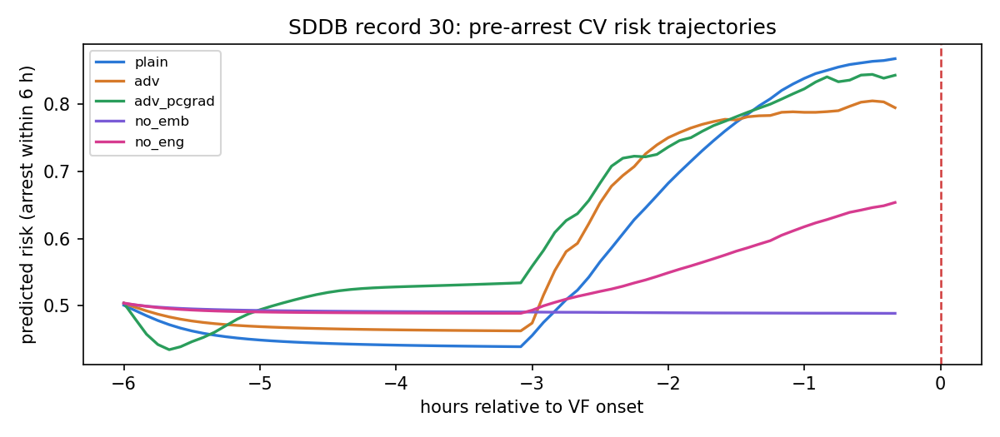 SDDB record 30: pre-arrest CV risk trajectories
plain
adv
adv_pcgrad
no_emb
no_eng
predicted risk (arrest within 6 h)
0.8
0.7
0.6
0.5
−6
−5
−4
−3
−2
−1
0
hours relative to VF onset